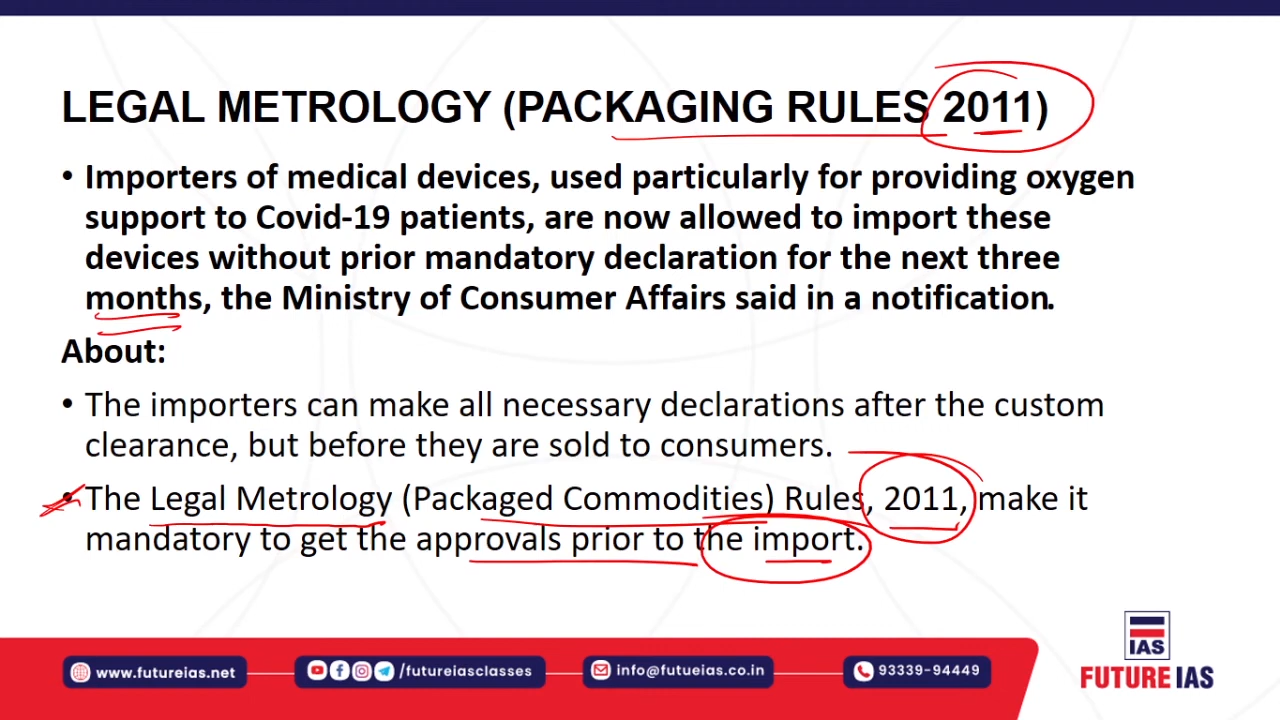 LEGAL METROLOGY (PACKAGING RULES 2011)
• Importers of medical devices, used particularly for providing oxygen
support to Covid-19 patients, are now allowed to import these
devices without prior mandatory declaration for the next three
months, the Ministry of Consumer Affairs said in a notification.
About:
• The importers can make all necessary declarations after the custom
clearance, but before they are sold to consumers.
• The Legal Metrology (Packaged Commodities) Rules, 2011, make it
mandatory to get the approvals prior to the import.
IAS
FUTURE IAS
www.futureias.net
/futureiasclasses
info@futueias.co.in
93339-94449